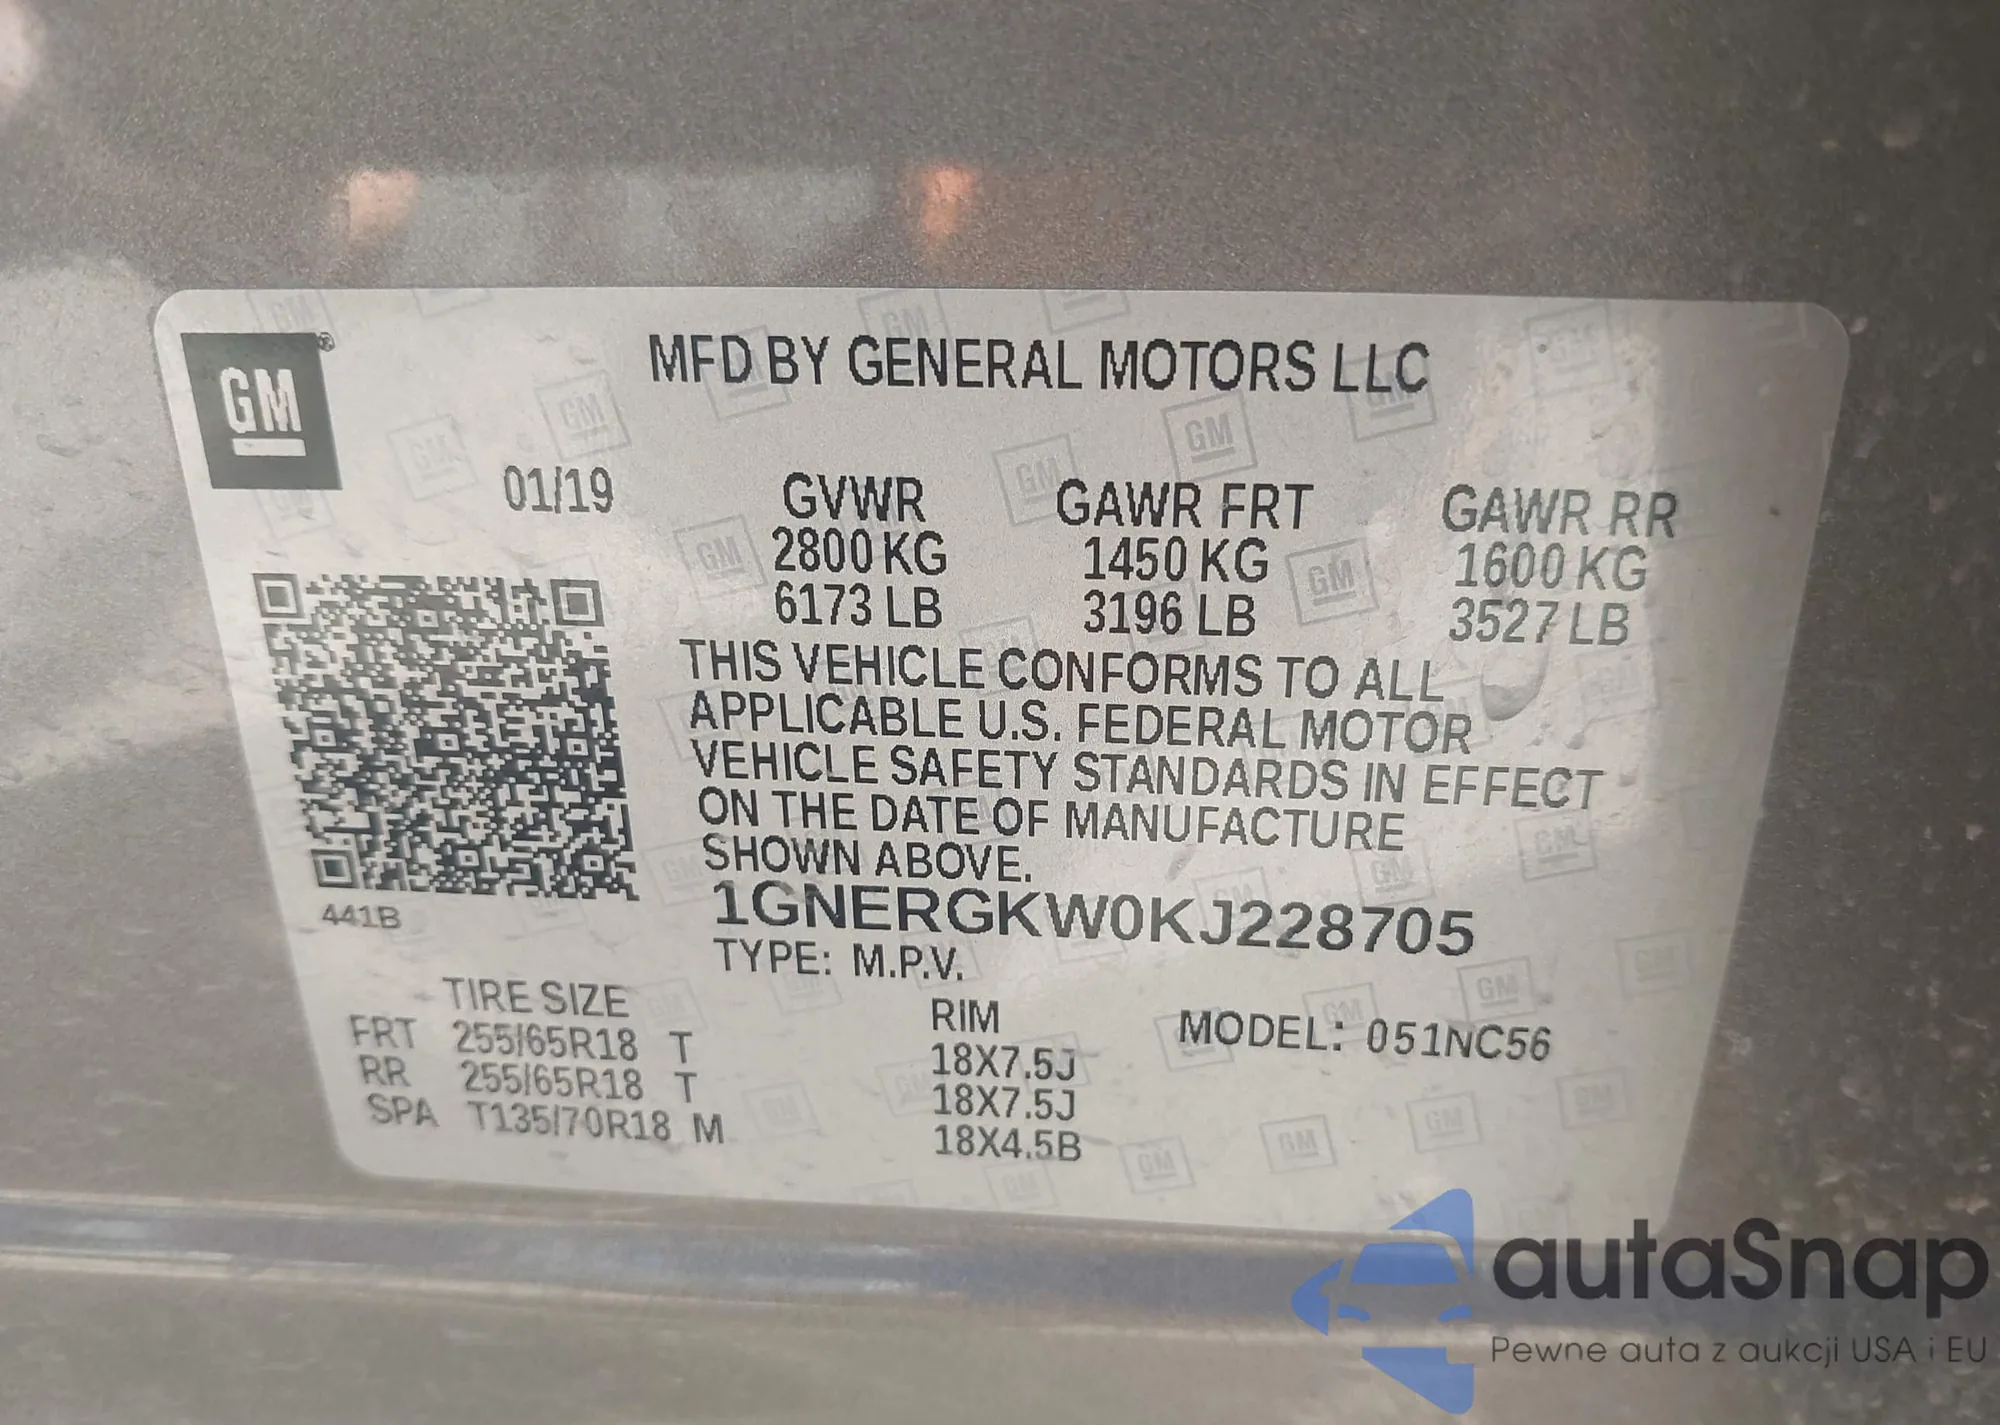 GM®
MFD BY GENERAL MOTORS LLC
01/19 GVWR GAWR FRT GAWR RR
2800 KG 1450 KG 1600 KG
6173 LB 3196 LB 3527 LB
THIS VEHICLE CONFORMS TO ALL
APPLICABLE U.S. FEDERAL MOTOR
VEHICLE SAFETY STANDARDS IN EFFECT
ON THE DATE OF MANUFACTURE
SHOWN ABOVE.
1GNERGKW0KJ228705
441B
TYPE: M.P.V.
TIRE SIZE RIM MODEL: 051NC56
FRT 255/65R18 T 18X7.5J
RR 255/65R18 T 18X7.5J
SPA T135/70R18 M 18X4.5B
autaSnap
Pewne auta z aukcji USA i EU